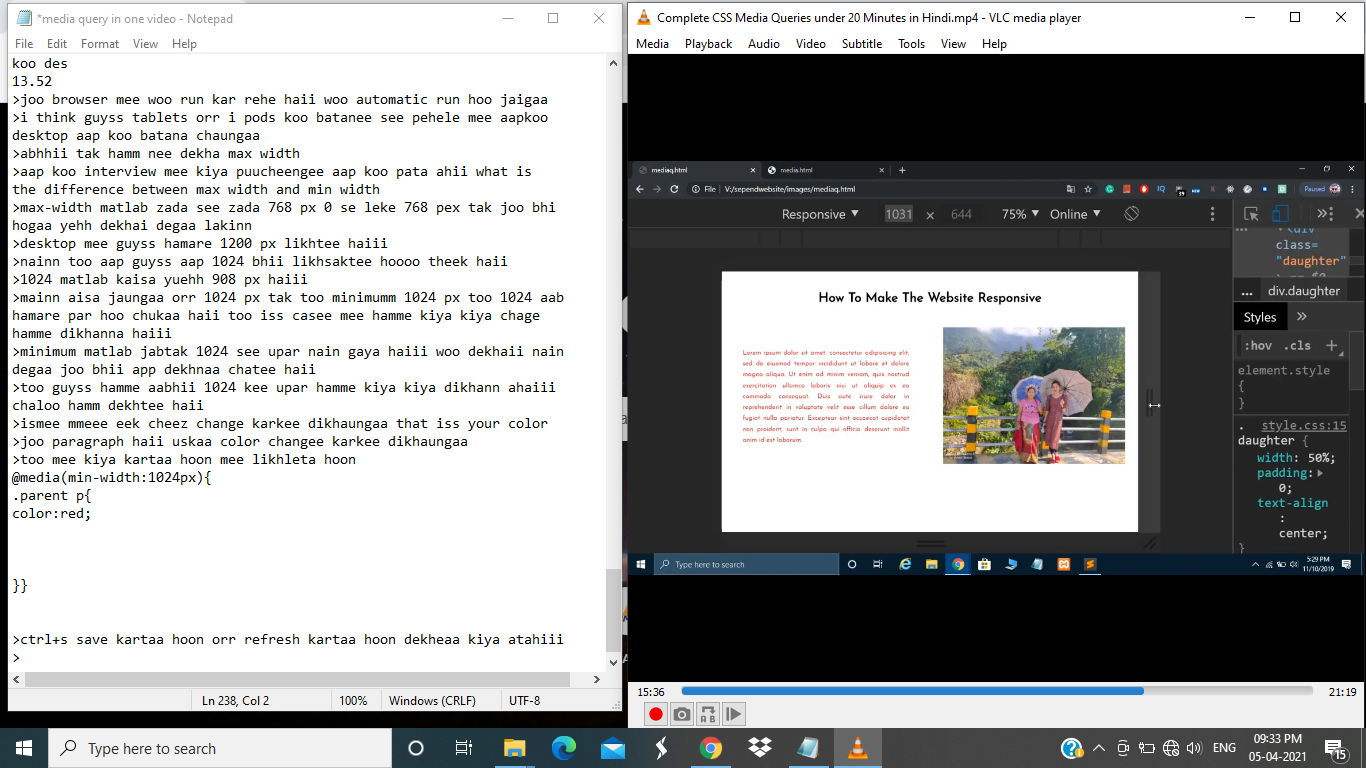 *media query in one video - Notepad
File Edit Format View Help
koo des
13.52
>joo browser mee woo run kar rehe haii woo automatic run hoo jaigaa
>i think guyss tablets orr i pods koo batanee see pehele mee aapkoo
desktop aap koo batana chaungaa
>abhhii tak hamm nee dekha max width
>aap koo interview mee kiya puucheengee aap koo pata ahii what is
the difference between max width and min width
>max-width matlab zada see zada 768 px 0 se leke 768 pex tak joo bhi
hogaa yehh dekhai degaa lakinn
>desktop mee guyss hamare 1200 px likhtee haiii
>nainn too aap guyss aap 1024 bhii likhsaktee hoooo theek haii
>1024 matlab kaisa yuehh 908 px haiii
>mainn aisa jaungaa orr 1024 px tak too minimumm 1024 px too 1024 aab
hamare par hoo chukaa haii too iss casee mee hamme kiya kiya chage
hamme dikhanna haiii
>minimum matlab jabtak 1024 see upar nain gaya haiii woo dekhaii nain
degaa joo bhii app deknhaa chatee haii
>too guyss hamme aabhii 1024 kee upar hamme kiya kiya dikhann ahaiii
chaloo hamm dekhtee haii
>ismee mmeee eek cheez change karkee dikhaungaa that iss your color
>joo paragraph haii uskaa color changee karkee dikhaungaa
>too mee kiya kartaa hoon mee likhleta hoon
@media(min-width:1024px){
.parent p{
color:red;
}}
>ctrl+s save kartaa hoon orr refresh kartaa hoon dekheaa kiya atahiii
>
Ln 238, Col 2 100% Windows (CRLF) UTF-8
Complete CSS Media Queries under 20 Minutes in Hindi.mp4 - VLC media player
Media Playback Audio Video Subtitle Tools View Help
mediaq.html media.html
File V:/sependwebsite/images/mediaq.html Paused
Responsive 1031 × 644 75% Online
<div
class=
"daughter"
... div.daughter
Styles
:hov .cls
element.style
{
}
. style.css:15
daughter {
width: 50%;
padding:
0;
text-align
:
center;
}
How To Make The Website Responsive
Lorem ipsum dolor sit amet, consectetur adipisicing elit,
sed do eiusmod tempor incididunt ut labore et dolore
magna aliqua. Ut enim ad minim veniam, quis nostrud
exercitation ullamco laboris nisi ut aliquip ex ea
commodo consequat. Duis aute irure dolor in
reprehenderit in voluptate velit esse cillum dolore eu
fugiat nulla pariatur. Excepteur sint occaecat cupidatat
non proident, sunt in culpa qui officia deserunt mollit
anim id est laborum.
Type here to search
5:29 PM
11/10/2019
15:36 21:19
Type here to search
ENG
09:33 PM
05-04-2021
15